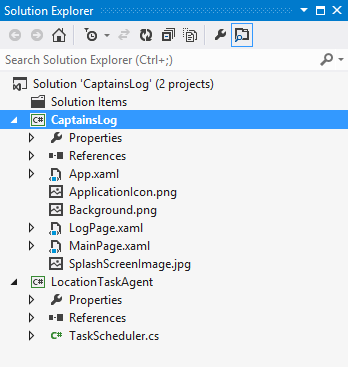 Solution Explorer
Search Solution Explorer (Ctrl+;)
Solution 'CaptainsLog' (2 projects)
Solution Items
C# CaptainsLog
Properties
References
App.xaml
ApplicationIcon.png
Background.png
LogPage.xaml
MainPage.xaml
SplashScreenImage.jpg
C# LocationTaskAgent
Properties
References
C# TaskScheduler.cs